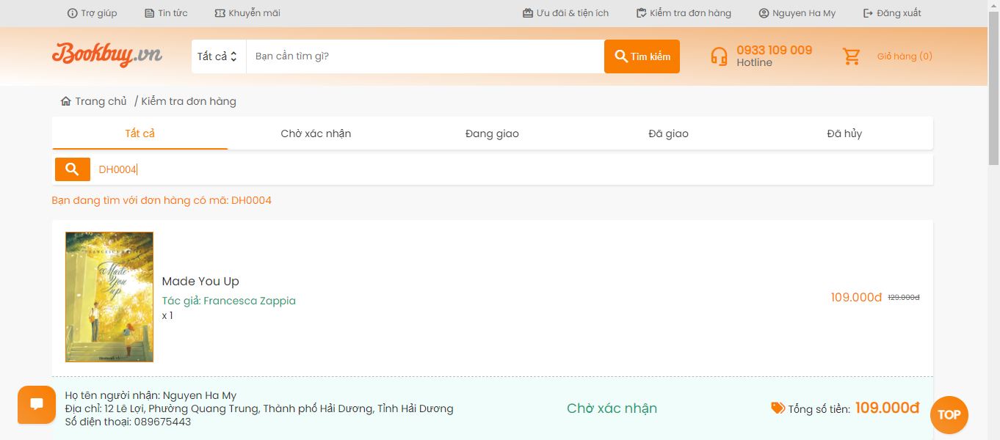 Trợ giúp
Tin tức
Khuyễn mãi
Ưu đãi & tiện ích
Kiểm tra đơn hàng
Nguyen Ha My
Đăng xuất
Bookbuy.vn
Tất cả
Bạn cần tìm gì?
Tìm kiếm
0933 109 009
Hotline
Giỏ hàng (0)
Trang chủ / Kiểm tra đơn hàng
Tất cả
Chờ xác nhận
Đang giao
Đã giao
Đã hủy
DH0004
Bạn đang tìm với đơn hàng có mã: DH0004
Made You Up
Made You Up
Tác giả: Francesca Zappia
x 1
109.000đ 129.000đ
Họ tên người nhận: Nguyen Ha My
Địa chỉ: 12 Lê Lợi, Phường Quang Trung, Thành phố Hải Dương, Tỉnh Hải Dương
Số điện thoại: 089675443
Chờ xác nhận
Tổng số tiền: 109.000đ
TOP